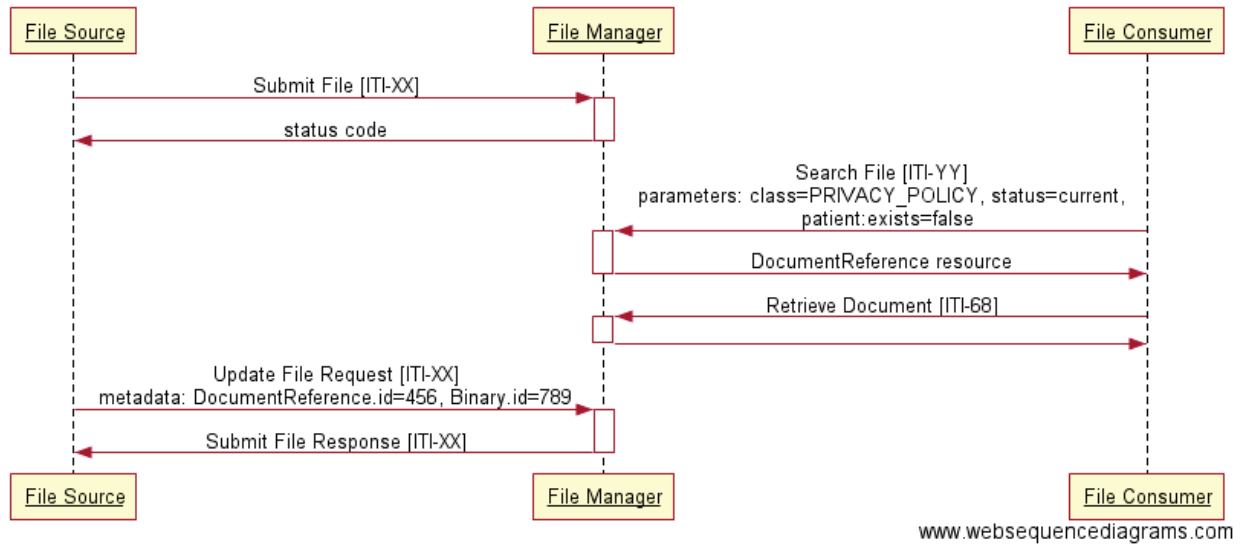 File Source
File Manager
File Consumer
Submit File [ITI-XX]
status code
Search File [ITI-YY]
parameters: class=PRIVACY_POLICY, status=current,
patient:exists=false
DocumentReference resource
Retrieve Document [ITI-68]
Update File Request [ITI-XX]
metadata: DocumentReference.id=456, Binary.id=789
Submit File Response [ITI-XX]
File Source
File Manager
File Consumer
www.websequencediagrams.com